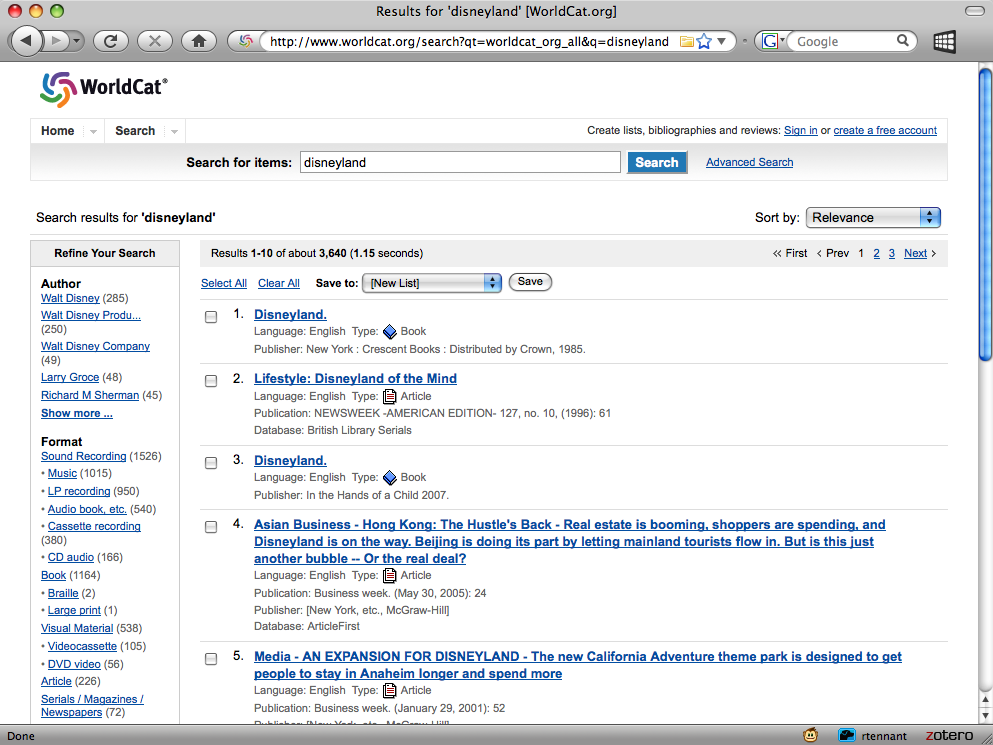 Results for 'disneyland' [WorldCat.org]
http://www.worldcat.org/search?qt=worldcat_org_all&q=disneyland
G Google
WorldCat®
Home Search
Create lists, bibliographies and reviews: Sign in or create a free account
Search for items: disneyland Search Advanced Search
Search results for 'disneyland'
Sort by: Relevance
Refine Your Search
Author
Walt Disney (285)
Walt Disney Produ...
(250)
Walt Disney Company
(49)
Larry Groce (48)
Richard M Sherman (45)
Show more ...
Format
Sound Recording (1526)
• Music (1015)
• LP recording (950)
• Audio book, etc. (540)
• Cassette recording
(380)
• CD audio (166)
Book (1164)
• Braille (2)
• Large print (1)
Visual Material (538)
• Videocassette (105)
• DVD video (56)
Article (226)
Serials / Magazines /
Newspapers (72)
Results 1-10 of about 3,640 (1.15 seconds)
‹‹ First ‹ Prev 1 2 3 Next ›
Select All Clear All Save to: [New List] Save
1. Disneyland.
Language: English Type: Book
Publisher: New York : Crescent Books : Distributed by Crown, 1985.
2. Lifestyle: Disneyland of the Mind
Language: English Type: Article
Publication: NEWSWEEK -AMERICAN EDITION- 127, no. 10, (1996): 61
Database: British Library Serials
3. Disneyland.
Language: English Type: Book
Publisher: In the Hands of a Child 2007.
4. Asian Business - Hong Kong: The Hustle's Back - Real estate is booming, shoppers are spending, and
Disneyland is on the way. Beijing is doing its part by letting mainland tourists flow in. But is this just
another bubble -- Or the real deal?
Language: English Type: Article
Publication: Business week. (May 30, 2005): 24
Publisher: [New York, etc., McGraw-Hill]
Database: ArticleFirst
5. Media - AN EXPANSION FOR DISNEYLAND - The new California Adventure theme park is designed to get
people to stay in Anaheim longer and spend more
Language: English Type: Article
Publication: Business week. (January 29, 2001): 52
Done
rtennant zotero